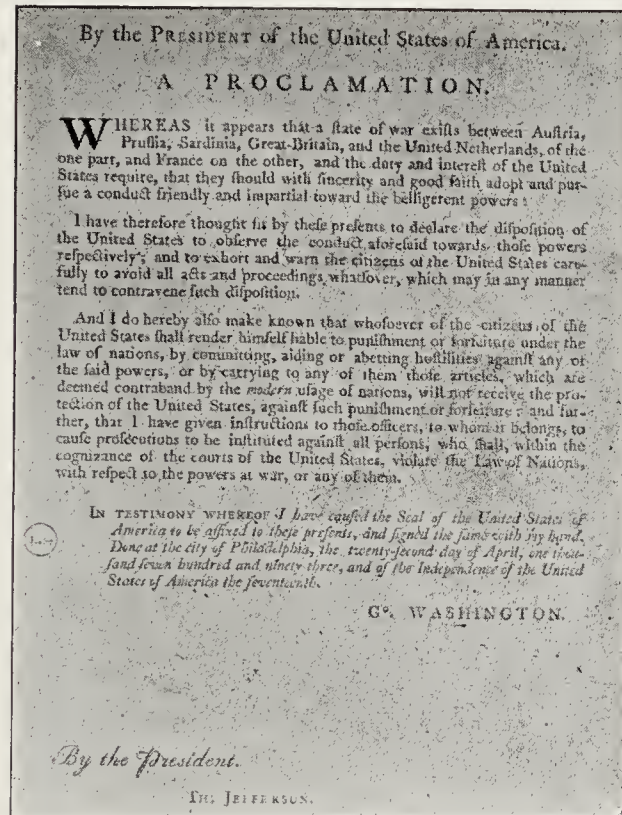 By the PRESIDENT of the United States of America.
A PROCLAMATION.
WHEREAS it appears that a ſtate of war exiſts between Auſtria,
Pruſſia, Sardinia, Great-Britain, and the United Netherlands, of the
one part, and France on the other, and the duty and intereſt of the United
States require, that they ſhould with ſincerity and good faith adopt and pur-
ſue a conduct friendly and impartial toward the belligerent powers:
I have therefore thought fit by theſe preſents to declare the diſpoſition of
the United States to obſerve the conduct aforeſaid towards thoſe powers
reſpectively; and to exhort and warn the citizens of the United States care-
fully to avoid all acts and proceedings whatſover, which may in any manner
tend to contravene ſuch diſpoſition.
And I do hereby alſo make known that whoſoever of the citizens of the
United States ſhall render himſelf liable to puniſhment or forfeiture under the
law of nations, by committing, aiding or abetting hoſtilities againſt any of
the ſaid powers, or by carrying to any of them thoſe articles, which are
deemed contraband by the modern uſage of nations, will not receive the pro-
tection of the United States, againſt ſuch puniſhment or forfeiture: and fur-
ther, that I have given inſtructions to thoſe officers, to whom it belongs, to
cauſe proſecutions to be inſtituted againſt all perſons, who ſhall, within the
cognizance of the courts of the United States, violate the Law of Nations,
with reſpect to the powers at war, or any of them.
IN TESTIMONY WHEREOF I have cauſed the Seal of the United States of
America to be affixed to theſe preſents, and ſigned the ſame with my hand.
Done at the city of Philadelphia, the twenty-ſecond day of April, one thou-
ſand ſeven hundred and ninety-three, and of the Independence of the United
States of America the ſeventeenth.
Go. WASHINGTON.
By the Preſident.
TH: JEFFERSON.